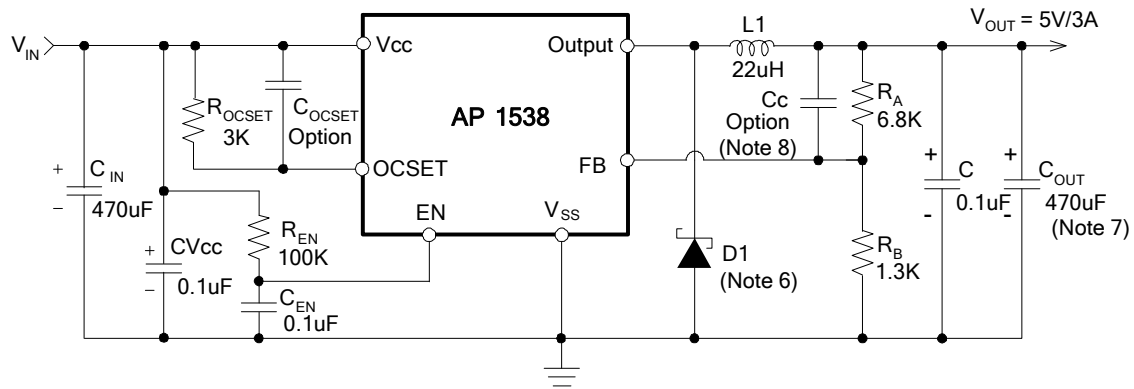 V_IN
Vcc
Output
L1
22uH
V_OUT = 5V/3A
R_OCSET
3K
C_OCSET
Option
AP 1538
Cc
Option
(Note 8)
R_A
6.8K
OCSET
FB
+
C_IN
470uF
–
EN
V_SS
+
C
0.1uF
-
+
C_OUT
470uF
(Note 7)
-
R_EN
100K
+
CVcc
0.1uF
–
D1
(Note 6)
R_B
1.3K
C_EN
0.1uF